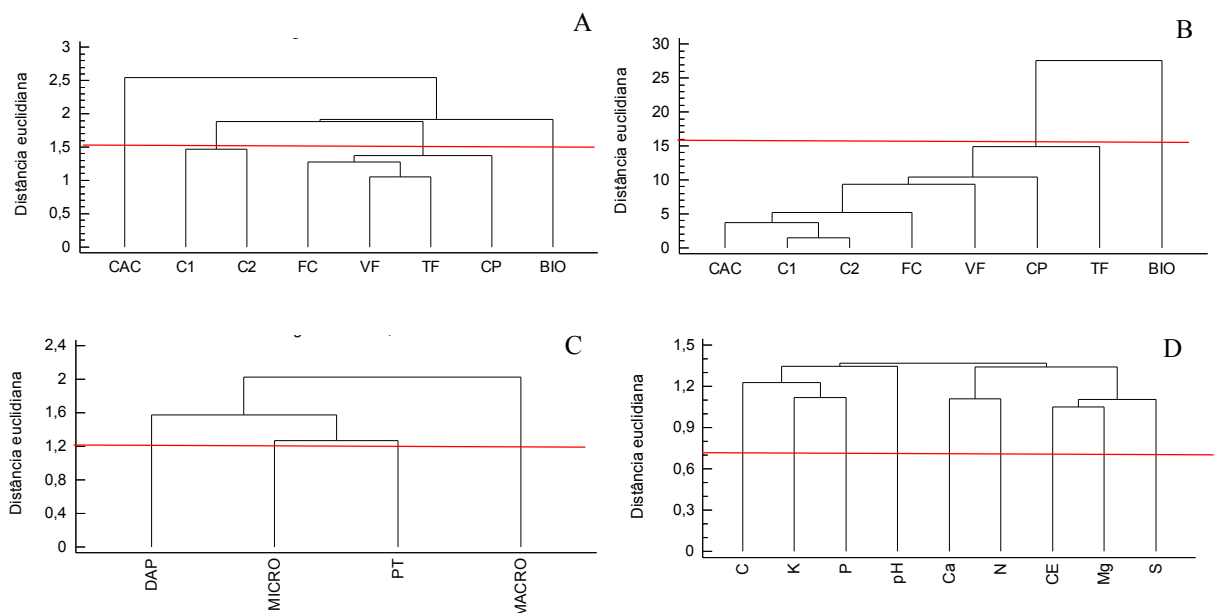 A
Distância euclidiana
3
2,5
2
1,5
1
0,5
0
CAC C1 C2 FC VF TF CP BIO
B
Distância euclidiana
30
25
20
15
10
5
0
CAC C1 C2 FC VF CP TF BIO
C
Distância euclidiana
2,4
2
1,6
1,2
0,8
0,4
0
DAP MICRO PT MACRO
D
Distância euclidiana
1,5
1,2
0,9
0,6
0,3
0
C K P pH Ca N CE Mg S